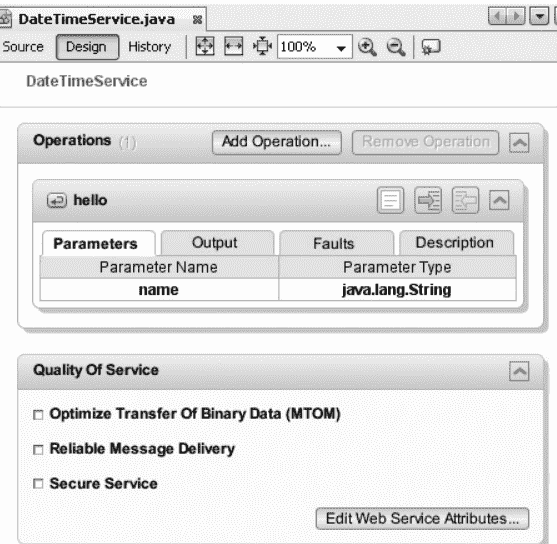 DateTimeService.java
Source Design History 100%
DateTimeService
Operations (1) Add Operation... Remove Operation
hello
Parameters Output Faults Description
Parameter Name Parameter Type
name java.lang.String
Quality Of Service
Optimize Transfer Of Binary Data (MTOM)
Reliable Message Delivery
Secure Service
Edit Web Service Attributes...